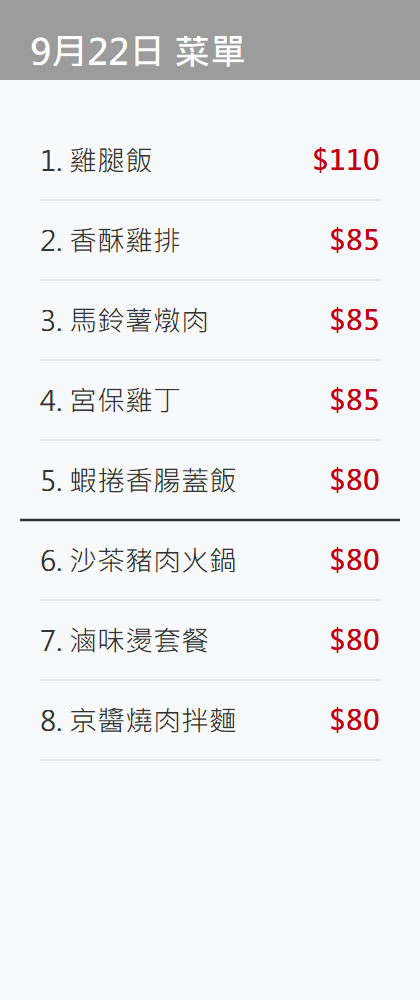 9月22日 菜單
1. 雞腿飯 $110
2. 香酥雞排 $85
3. 馬鈴薯燉肉 $85
4. 宮保雞丁 $85
5. 蝦捲香腸蓋飯 $80
6. 沙茶豬肉火鍋 $80
7. 滷味燙套餐 $80
8. 京醬燒肉拌麵 $80